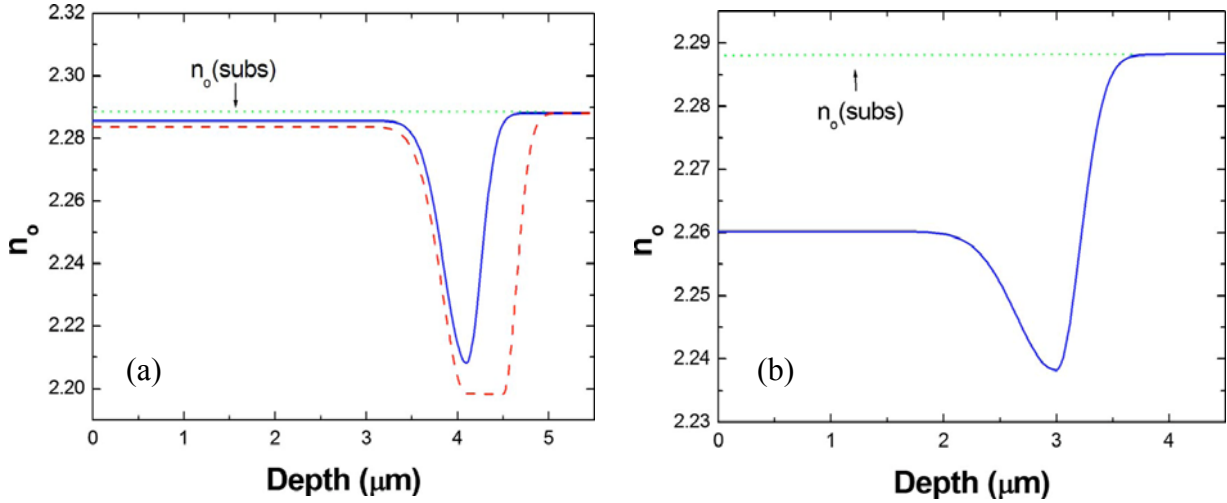 2.32
2.30
2.28
2.26
2.24
2.22
2.20
nₒ
nₒ(subs)
(a)
0 1 2 3 4 5
Depth (μm)
2.29
2.28
2.27
2.26
2.25
2.24
2.23
nₒ
nₒ(subs)
(b)
0 1 2 3 4
Depth (μm)